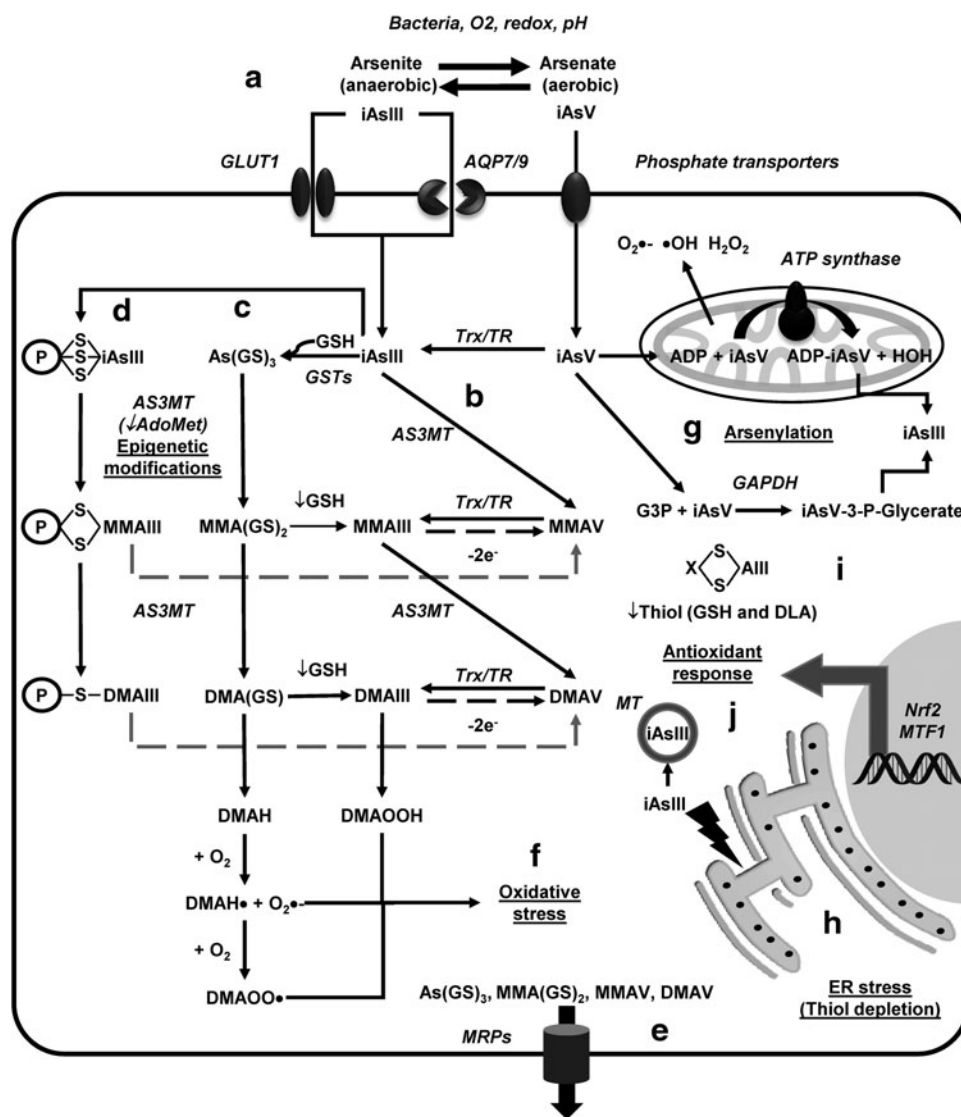 Bacteria, O2, redox, pH
a
Arsenite
(anaerobic)
iAsIII
Arsenate
(aerobic)
iAsV
GLUT1
AQP7/9
Phosphate transporters
O₂•- •OH H₂O₂
ATP synthase
d
c
P
S
S
S
iAsIII
As(GS)₃
GSH
GSTs
iAsIII
Trx/TR
iAsV
ADP + iAsV
ADP-iAsV + HOH
b
AS3MT
(↓AdoMet)
Epigenetic
modifications
AS3MT
g
Arsenylation
iAsIII
GAPDH
G3P + iAsV
iAsV-3-P-Glycerate
P
S
S
MMAIII
MMA(GS)₂
↓GSH
MMAIII
Trx/TR
-2e⁻
MMAV
X
S
S
AIII
i
↓Thiol (GSH and DLA)
AS3MT
AS3MT
Antioxidant
response
P
S
DMAIII
DMA(GS)
↓GSH
DMAIII
Trx/TR
-2e⁻
DMAV
MT
iAsIII
iAsIII
j
Nrf2
MTF1
DMAH
DMAOOH
+ O₂
f
DMAH• + O₂•-
Oxidative
stress
h
+ O₂
DMAOO•
ER stress
(Thiol depletion)
As(GS)₃, MMA(GS)₂, MMAV, DMAV
MRPs
e